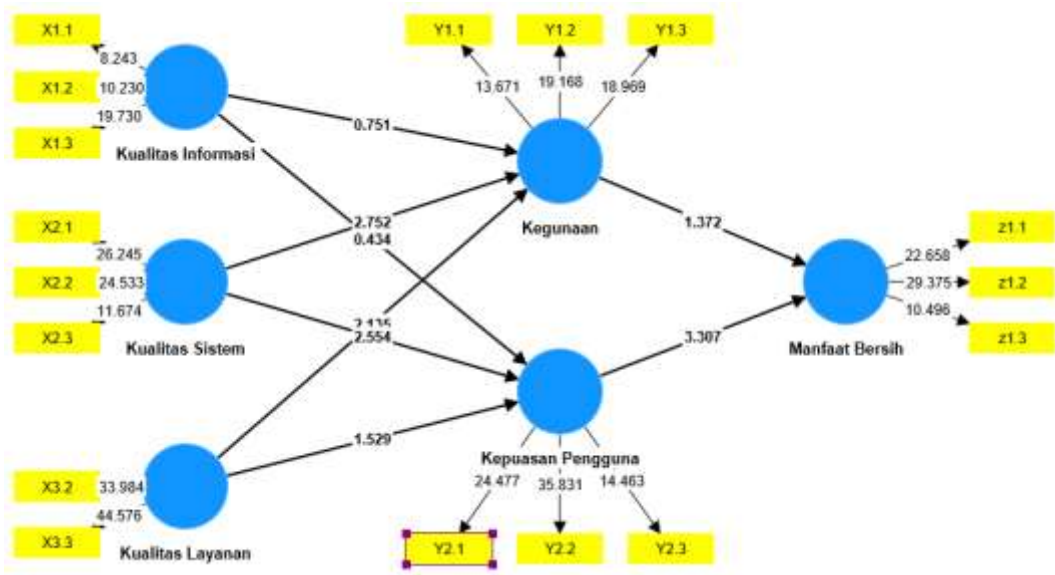 X1.1
8.243
X1.2
10.230
19.730
X1.3
Kualitas Informasi
X2.1
26.245
X2.2
24.533
11.674
X2.3
Kualitas Sistem
X3.2
33.984
44.576
X3.3
Kualitas Layanan
0.751
2.752
0.434
2.135
2.554
1.529
Y1.1
Y1.2
Y1.3
13.671
19.168
18.969
Kegunaan
Kepuasan Pengguna
24.477
35.831
14.463
Y2.1
Y2.2
Y2.3
1.372
3.307
Manfaat Bersih
22.658
29.375
10.496
z1.1
z1.2
z1.3